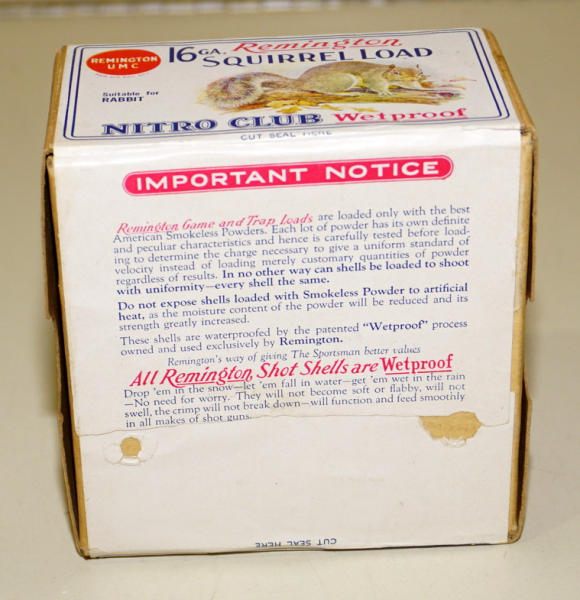 REMINGTON
UMC
16 GA. Remington
SQUIRREL LOAD
Suitable for
RABBIT
NITRO CLUB Wetproof
CUT SEAL HERE
IMPORTANT NOTICE
Remington Game and Trap Loads are loaded only with the best
American Smokeless Powders. Each lot of powder has its own definite
and peculiar characteristics and hence is carefully tested before load-
ing to determine the charge necessary to give a uniform standard of
velocity instead of loading merely customary quantities of powder
regardless of results. In no other way can shells be loaded to shoot
with uniformity—every shell the same.
Do not expose shells loaded with Smokeless Powder to artificial
heat, as the moisture content of the powder will be reduced and its
strength greatly increased.
These shells are waterproofed by the patented "Wetproof" process
owned and used exclusively by Remington.
Remington's way of giving The Sportsman better values
All Remington Shot Shells are Wetproof
Drop 'em in the snow—let 'em fall in water—get 'em wet in the rain
—No need for worry. They will not become soft or flabby, will not
swell, the crimp will not break down—will function and feed smoothly
in all makes of shot guns.
CUT SEAL HERE